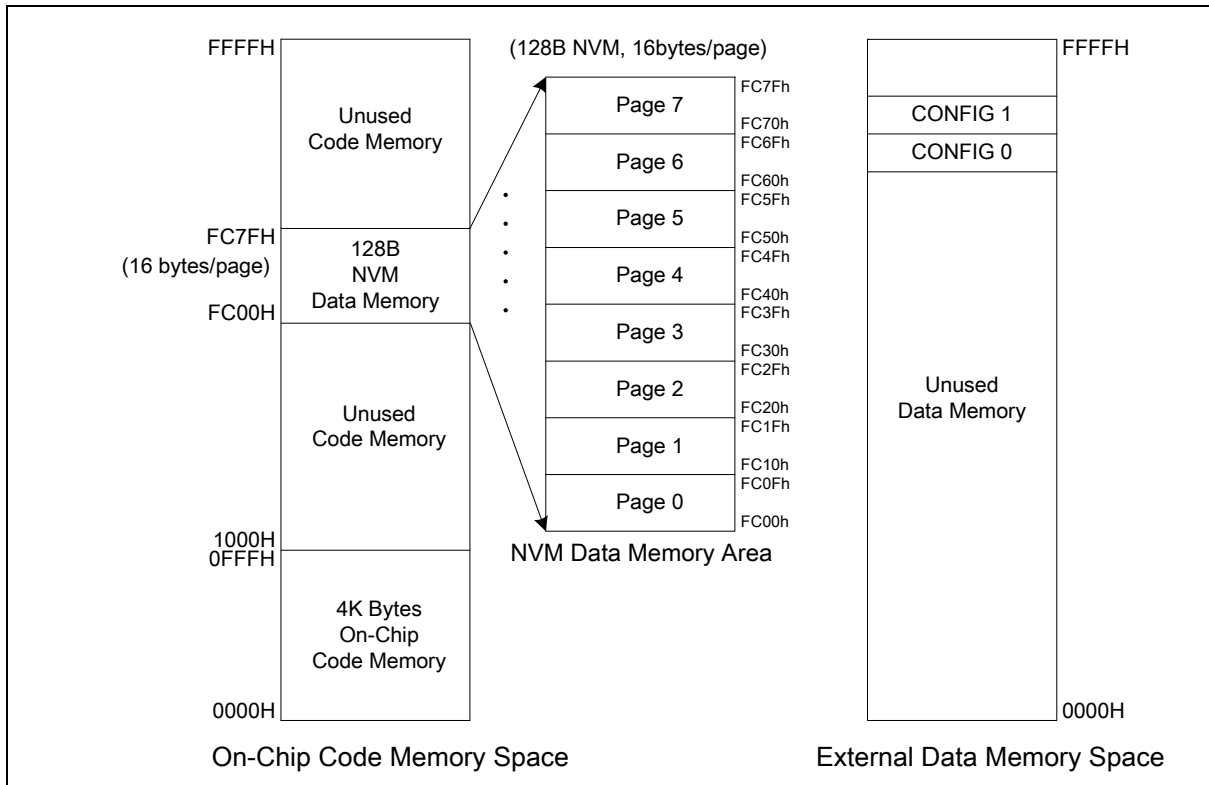 FFFFH
Unused
Code Memory
FC7FH
(16 bytes/page)
128B
NVM
Data Memory
FC00H
Unused
Code Memory
1000H
0FFFH
4K Bytes
On-Chip
Code Memory
0000H
On-Chip Code Memory Space
(128B NVM, 16bytes/page)
Page 7
FC7Fh
FC70h
Page 6
FC6Fh
FC60h
Page 5
FC5Fh
FC50h
Page 4
FC4Fh
FC40h
Page 3
FC3Fh
FC30h
Page 2
FC2Fh
FC20h
Page 1
FC1Fh
FC10h
Page 0
FC0Fh
FC00h
NVM Data Memory Area
FFFFH
CONFIG 1
CONFIG 0
Unused
Data Memory
0000H
External Data Memory Space